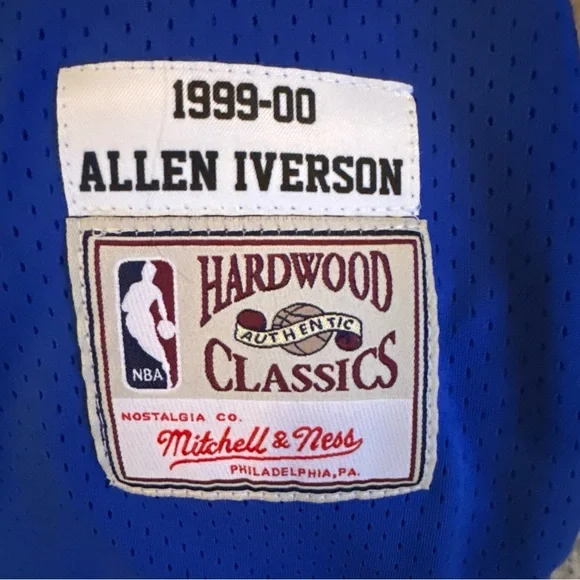 1999-00
ALLEN IVERSON
HARDWOOD
AUTHENTIC
CLASSICS
NBA
NOSTALGIA CO.
Mitchell & Ness
PHILADELPHIA, PA.